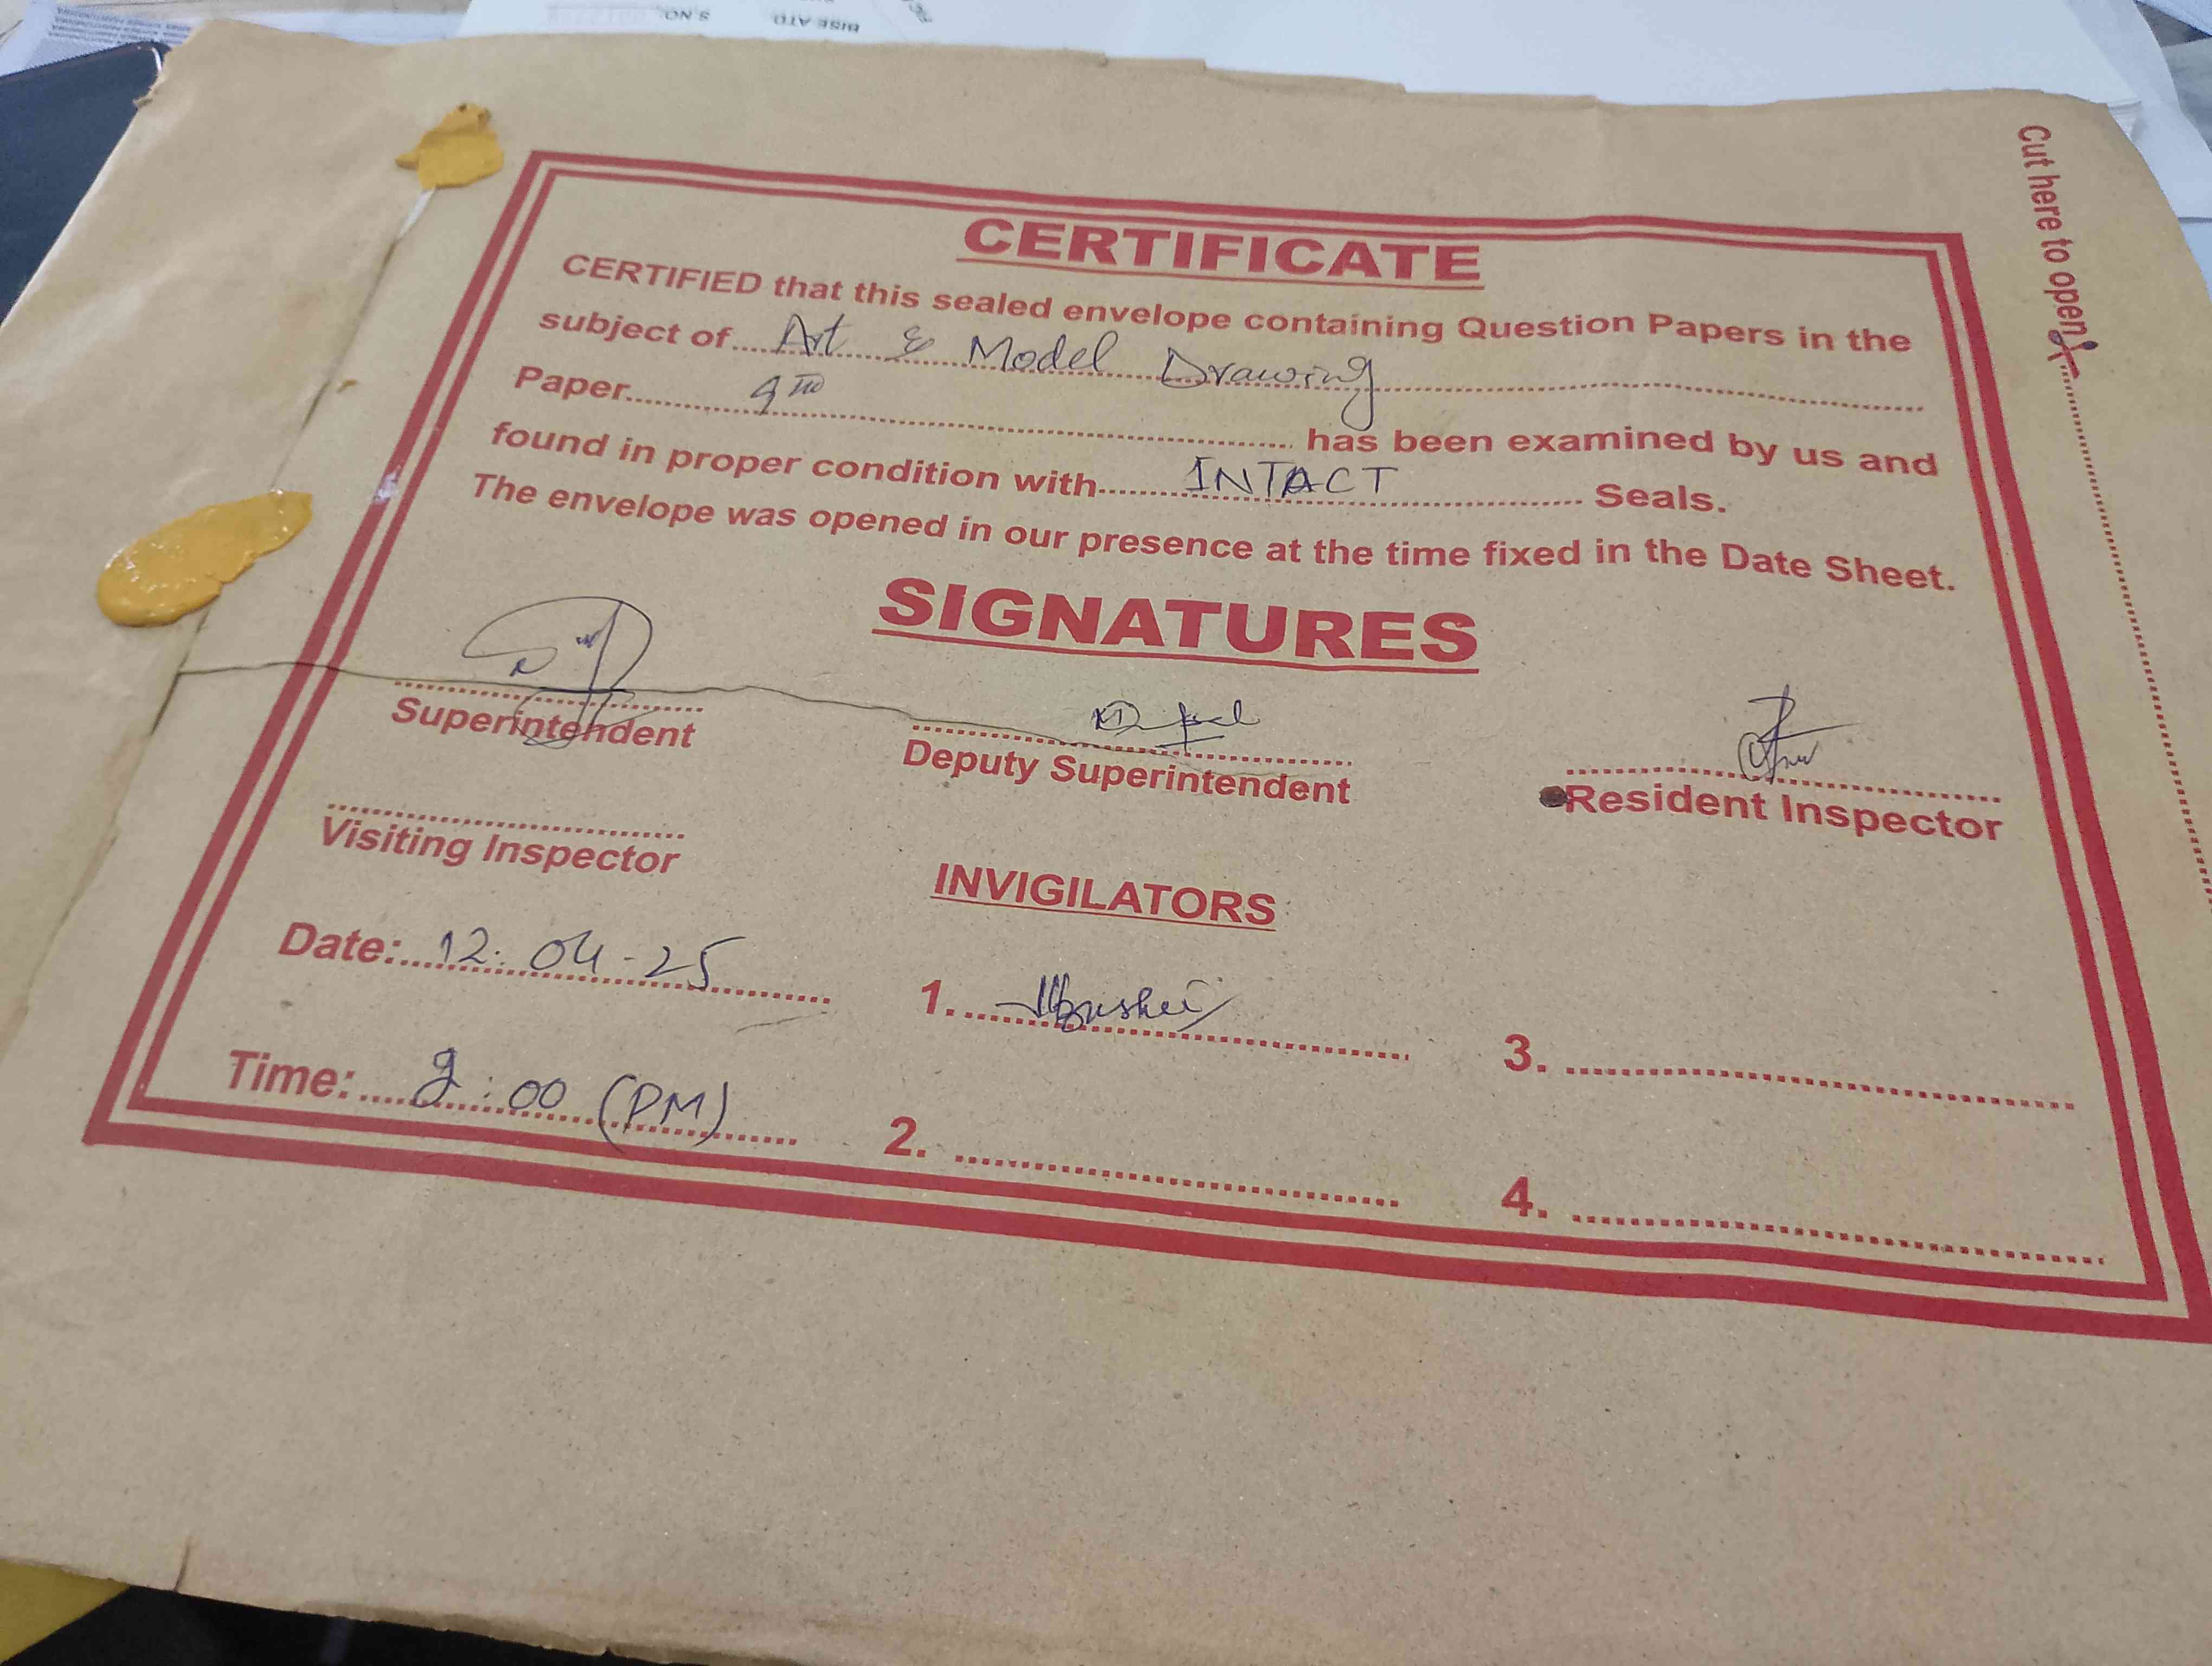 S.NO.
BISE ATD
Cut here to open
CERTIFICATE
CERTIFIED that this sealed envelope containing Question Papers in the
subject of Art & Model Drawing
Paper 9TH has been examined by us and
found in proper condition with INTACT Seals.
The envelope was opened in our presence at the time fixed in the Date Sheet.
SIGNATURES
Superintendent
Deputy Superintendent
Resident Inspector
Visiting Inspector
INVIGILATORS
Date: 12.04-25
1.
3.
Time: 2:00 (PM)
2.
4.